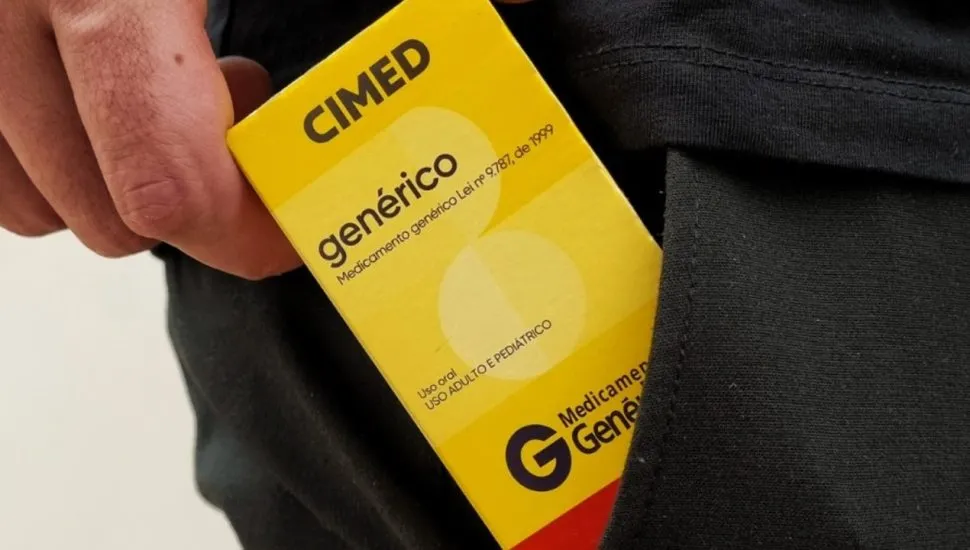 CIMED
genérico
Medicamento genérico Lei nº 9.787, de 1999
Uso oral
USO ADULTO E PEDIÁTRICO
G